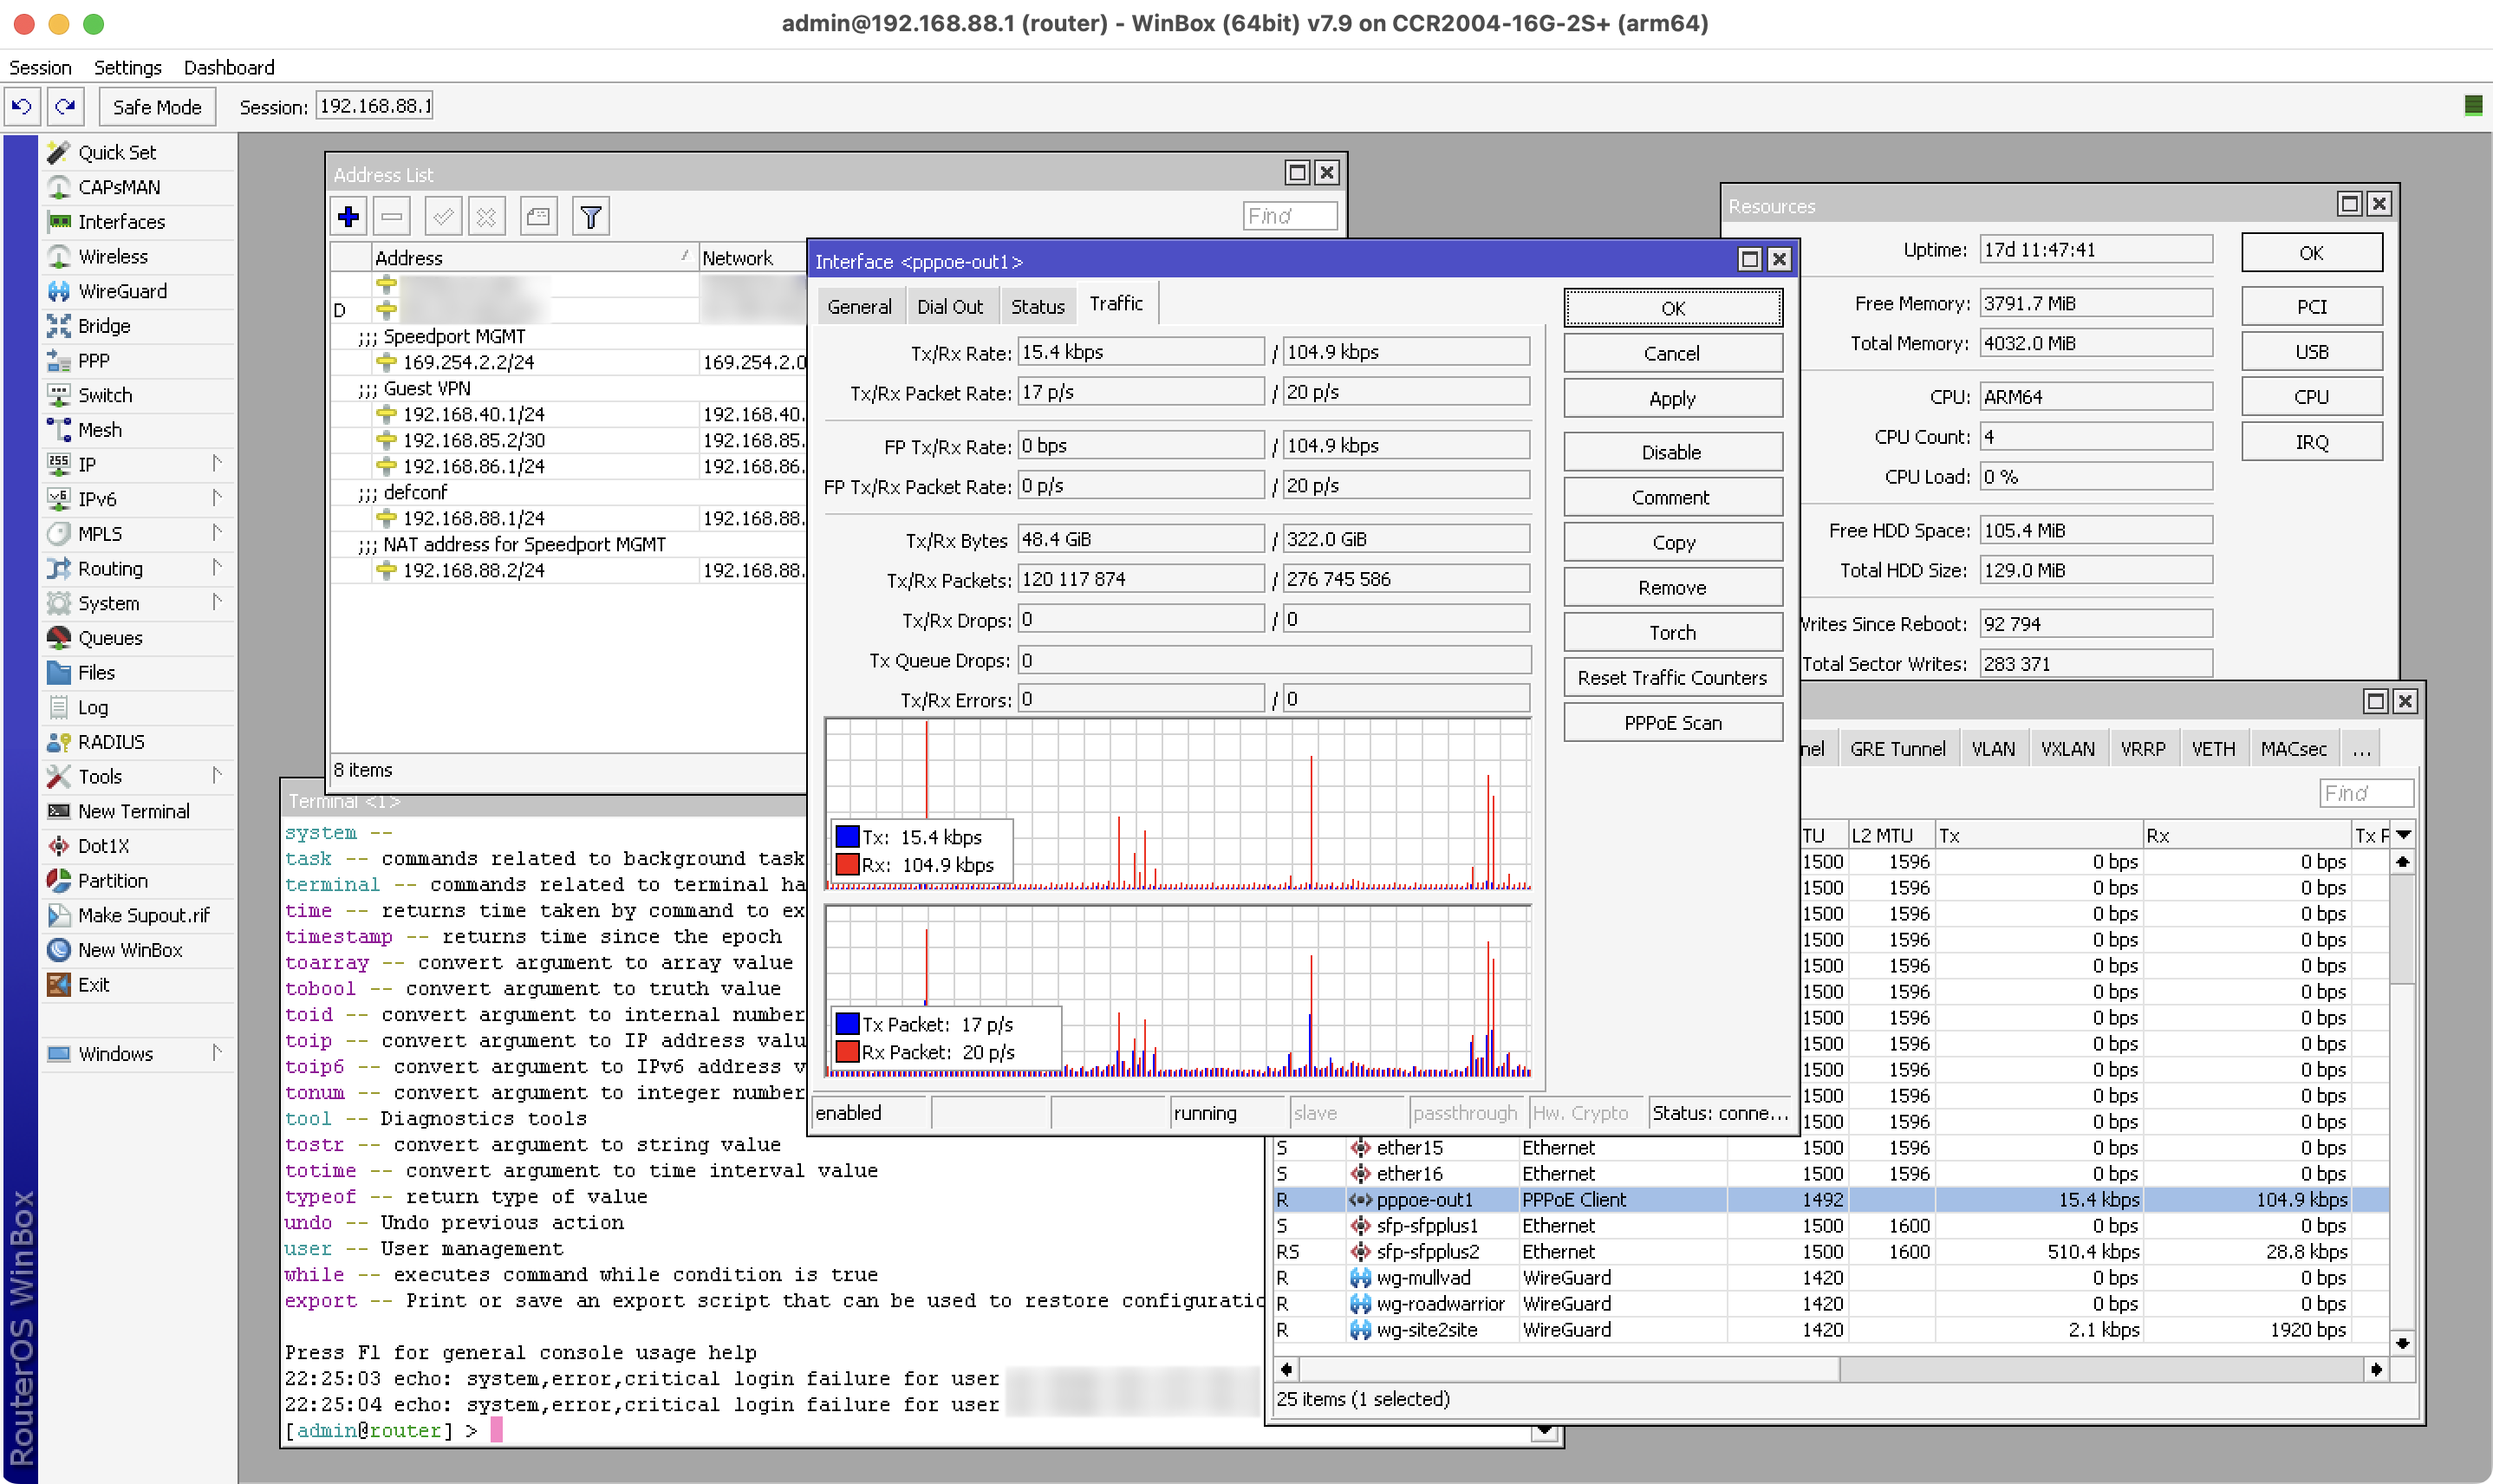 admin@192.168.88.1 (router) - WinBox (64bit) v7.9 on CCR2004-16G-2S+ (arm64)
Session Settings Dashboard
Safe Mode Session: 192.168.88.1
Quick Set
CAPsMAN
Interfaces
Wireless
WireGuard
Bridge
PPP
Switch
Mesh
IP
IPv6
MPLS
Routing
System
Queues
Files
Log
RADIUS
Tools
New Terminal
Dot1X
Partition
Make Supout.rif
New WinBox
Exit
Windows
RouterOS WinBox
Address List
Find
Address Network
D
;;; Speedport MGMT
169.254.2.2/24 169.254.2.0
;;; Guest VPN
192.168.40.1/24 192.168.40.
192.168.85.2/30 192.168.85.
192.168.86.1/24 192.168.86.
;;; defconf
192.168.88.1/24 192.168.88.
;;; NAT address for Speedport MGMT
192.168.88.2/24 192.168.88.
8 items
Interface <pppoe-out1>
General Dial Out Status Traffic
Tx/Rx Rate: 15.4 kbps / 104.9 kbps
Tx/Rx Packet Rate: 17 p/s / 20 p/s
FP Tx/Rx Rate: 0 bps / 104.9 kbps
FP Tx/Rx Packet Rate: 0 p/s / 20 p/s
Tx/Rx Bytes 48.4 GiB / 322.0 GiB
Tx/Rx Packets: 120 117 874 / 276 745 586
Tx/Rx Drops: 0 / 0
Tx Queue Drops: 0
Tx/Rx Errors: 0 / 0
Tx: 15.4 kbps
Rx: 104.9 kbps
Tx Packet: 17 p/s
Rx Packet: 20 p/s
enabled running slave passthrough Hw. Crypto Status: conne...
OK
Cancel
Apply
Disable
Comment
Copy
Remove
Torch
Reset Traffic Counters
PPPoE Scan
Resources
Uptime: 17d 11:47:41
Free Memory: 3791.7 MiB
Total Memory: 4032.0 MiB
CPU: ARM64
CPU Count: 4
CPU Load: 0 %
Free HDD Space: 105.4 MiB
Total HDD Size: 129.0 MiB
Writes Since Reboot: 92 794
Total Sector Writes: 283 371
OK
PCI
USB
CPU
IRQ
Terminal <1>
system --
task -- commands related to background task
terminal -- commands related to terminal ha
time -- returns time taken by command to ex
timestamp -- returns time since the epoch
toarray -- convert argument to array value
tobool -- convert argument to truth value
toid -- convert argument to internal number
toip -- convert argument to IP address valu
toip6 -- convert argument to IPv6 address v
tonum -- convert argument to integer number
tool -- Diagnostics tools
tostr -- convert argument to string value
totime -- convert argument to time interval value
typeof -- return type of value
undo -- Undo previous action
user -- User management
while -- executes command while condition is true
export -- Print or save an export script that can be used to restore configuratio
Press F1 for general console usage help
22:25:03 echo: system,error,critical login failure for user
22:25:04 echo: system,error,critical login failure for user
[admin@router] >
nel GRE Tunnel VLAN VXLAN VRRP VETH MACsec ...
Find
TU L2 MTU Tx Rx Tx P
1500 1596 0 bps 0 bps
1500 1596 0 bps 0 bps
1500 1596 0 bps 0 bps
1500 1596 0 bps 0 bps
1500 1596 0 bps 0 bps
1500 1596 0 bps 0 bps
1500 1596 0 bps 0 bps
1500 1596 0 bps 0 bps
1500 1596 0 bps 0 bps
1500 1596 0 bps 0 bps
1500 1596 0 bps 0 bps
S ether15 Ethernet 1500 1596 0 bps 0 bps
S ether16 Ethernet 1500 1596 0 bps 0 bps
R pppoe-out1 PPPoE Client 1492 15.4 kbps 104.9 kbps
S sfp-sfpplus1 Ethernet 1500 1600 0 bps 0 bps
RS sfp-sfpplus2 Ethernet 1500 1600 510.4 kbps 28.8 kbps
R wg-mullvad WireGuard 1420 0 bps 0 bps
R wg-roadwarrior WireGuard 1420 0 bps 0 bps
R wg-site2site WireGuard 1420 2.1 kbps 1920 bps
25 items (1 selected)